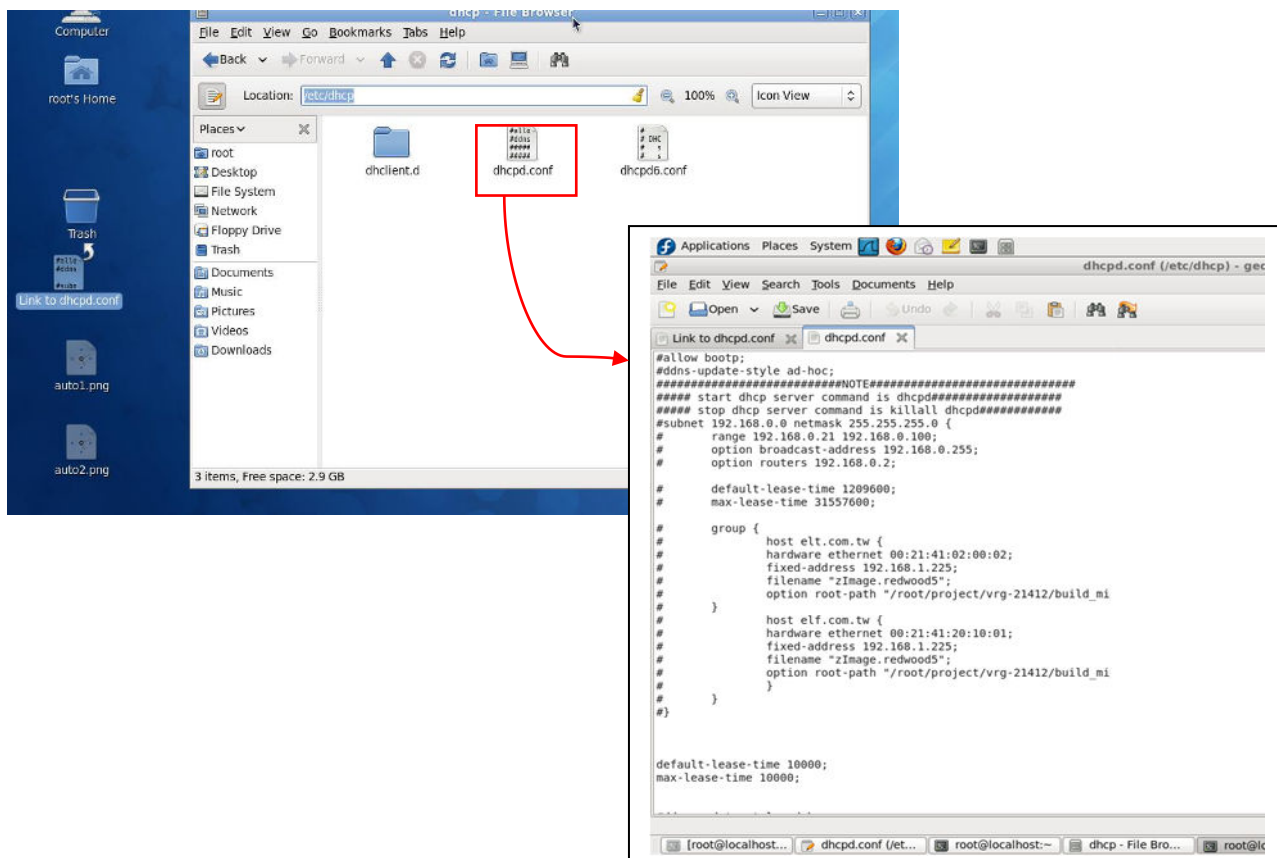 Computer
root's Home
Trash
Link to dhcpd.conf
auto1.png
auto2.png
dhcp - File Browser
File Edit View Go Bookmarks Tabs Help
Back Forward
Location: /etc/dhcp 100% Icon View
Places
root
Desktop
File System
Network
Floppy Drive
Trash
Documents
Music
Pictures
Videos
Downloads
dhclient.d dhcpd.conf dhcpd6.conf
3 items, Free space: 2.9 GB
Applications Places System
dhcpd.conf (/etc/dhcp) - ged
File Edit View Search Tools Documents Help
Open Save Undo
Link to dhcpd.conf dhcpd.conf
#allow bootp;
#ddns-update-style ad-hoc;
###########################NOTE##############################
##### start dhcp server command is dhcpd###################
##### stop dhcp server command is killall dhcpd############
#subnet 192.168.0.0 netmask 255.255.255.0 {
# range 192.168.0.21 192.168.0.100;
# option broadcast-address 192.168.0.255;
# option routers 192.168.0.2;
# default-lease-time 1209600;
# max-lease-time 31557600;
# group {
# host elt.com.tw {
# hardware ethernet 00:21:41:02:00:02;
# fixed-address 192.168.1.225;
# filename "zImage.redwood5";
# option root-path "/root/project/vrg-21412/build_mi
# }
# host elf.com.tw {
# hardware ethernet 00:21:41:20:10:01;
# fixed-address 192.168.1.225;
# filename "zImage.redwood5";
# option root-path "/root/project/vrg-21412/build_mi
# }
# }
#}
default-lease-time 10000;
max-lease-time 10000;
[root@localhost... dhcpd.conf (/et... root@localhost:~ dhcp - File Bro... root@lo